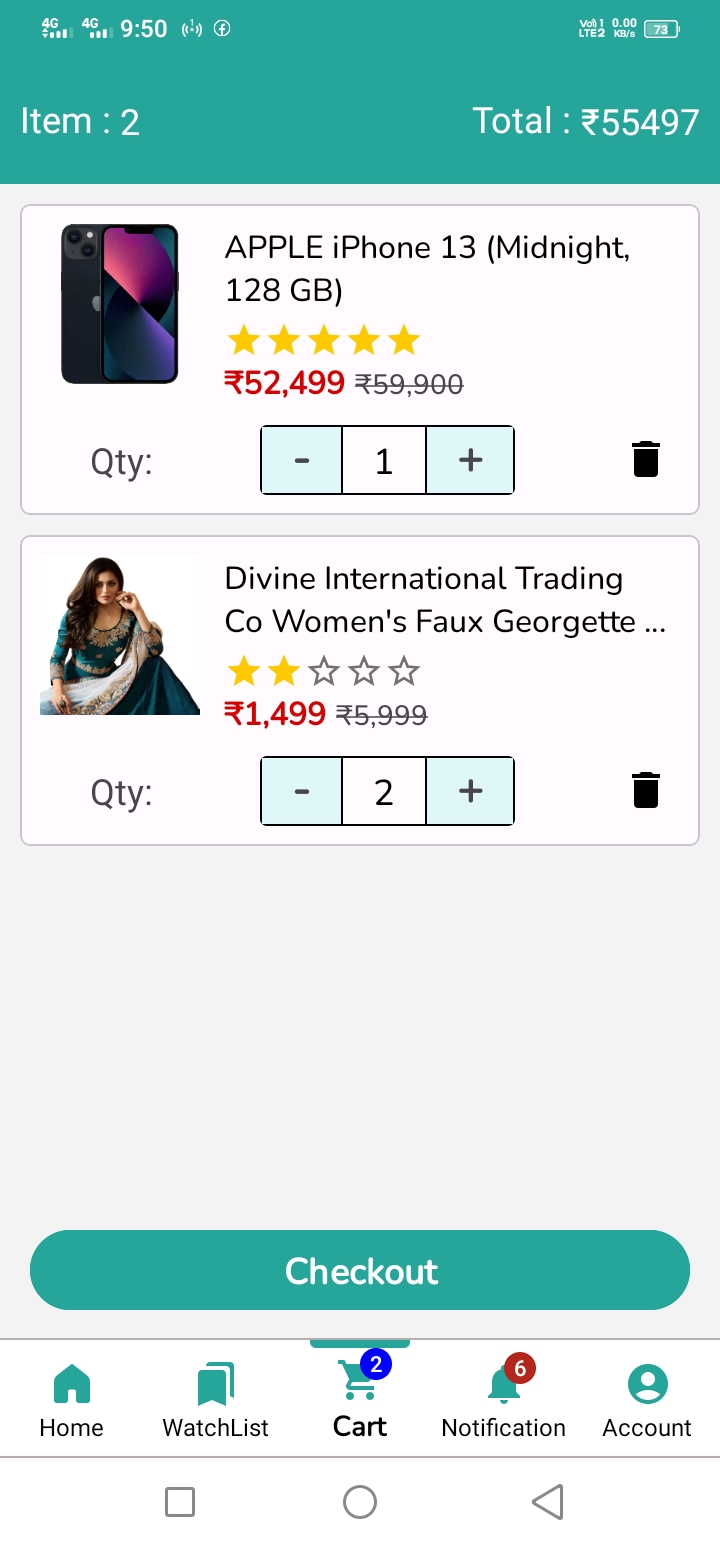 4G 4G 9:50 Vo) 1 LTE2 0.00 KB/s 73
Item : 2 Total : ₹55497
APPLE iPhone 13 (Midnight,
128 GB)
₹52,499 ₹59,900
Qty: - 1 +
Divine International Trading
Co Women's Faux Georgette ...
₹1,499 ₹5,999
Qty: - 2 +
Checkout
2 6
Home WatchList Cart Notification Account